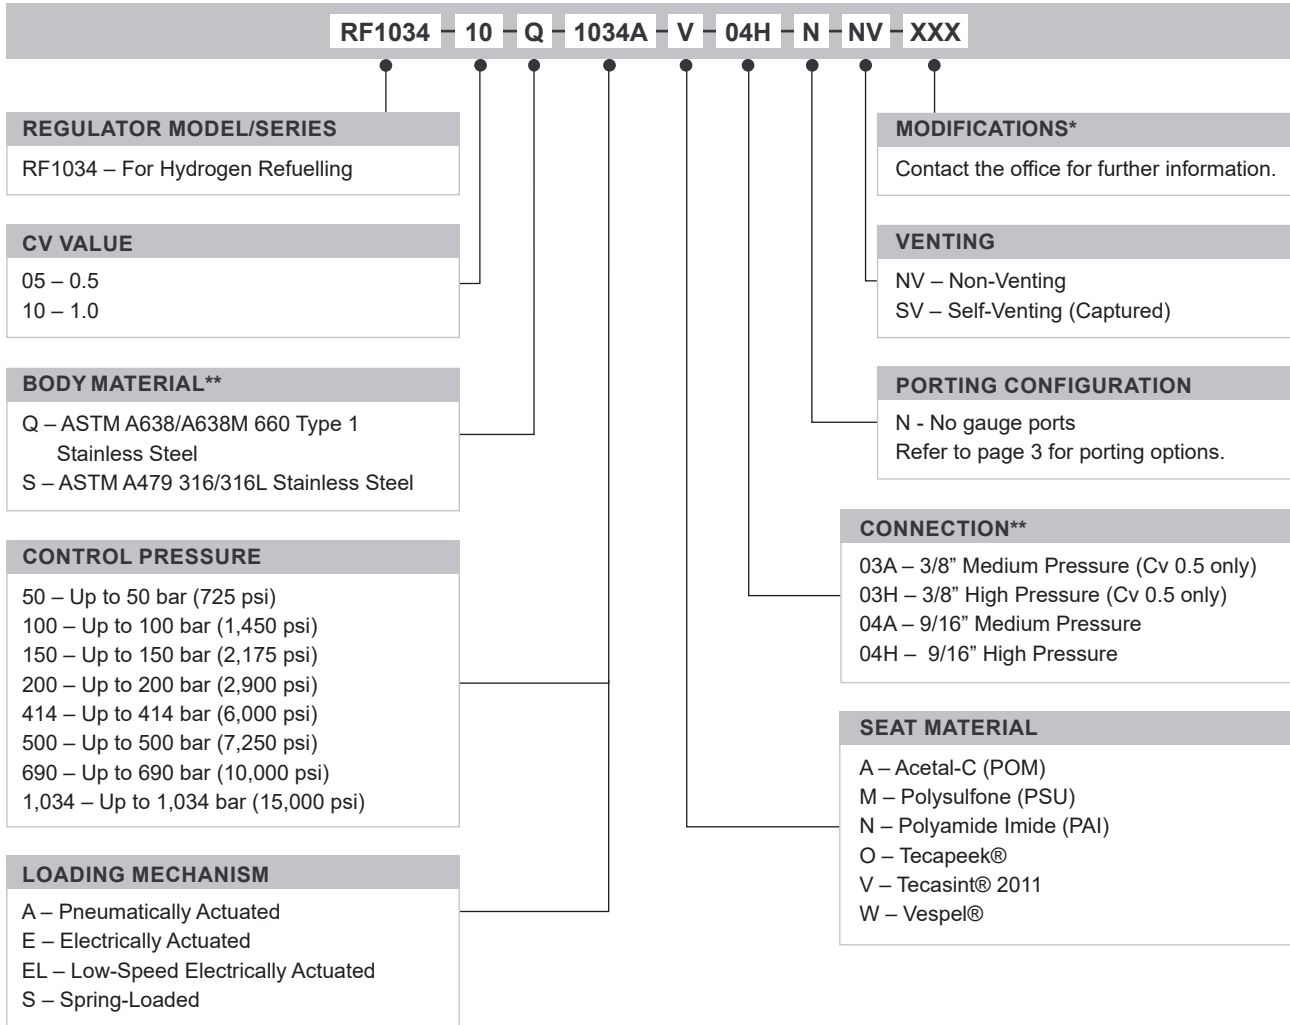 RF1034 10 Q 1034A V 04H N NV XXX
REGULATOR MODEL/SERIES
RF1034 – For Hydrogen Refuelling
CV VALUE
05 – 0.5
10 – 1.0
BODY MATERIAL**
Q – ASTM A638/A638M 660 Type 1
Stainless Steel
S – ASTM A479 316/316L Stainless Steel
CONTROL PRESSURE
50 – Up to 50 bar (725 psi)
100 – Up to 100 bar (1,450 psi)
150 – Up to 150 bar (2,175 psi)
200 – Up to 200 bar (2,900 psi)
414 – Up to 414 bar (6,000 psi)
500 – Up to 500 bar (7,250 psi)
690 – Up to 690 bar (10,000 psi)
1,034 – Up to 1,034 bar (15,000 psi)
LOADING MECHANISM
A – Pneumatically Actuated
E – Electrically Actuated
EL – Low-Speed Electrically Actuated
S – Spring-Loaded
MODIFICATIONS*
Contact the office for further information.
VENTING
NV – Non-Venting
SV – Self-Venting (Captured)
PORTING CONFIGURATION
N - No gauge ports
Refer to page 3 for porting options.
CONNECTION**
03A – 3/8” Medium Pressure (Cv 0.5 only)
03H – 3/8” High Pressure (Cv 0.5 only)
04A – 9/16” Medium Pressure
04H – 9/16” High Pressure
SEAT MATERIAL
A – Acetal-C (POM)
M – Polysulfone (PSU)
N – Polyamide Imide (PAI)
O – Tecapeek®
V – Tecasint® 2011
W – Vespel®